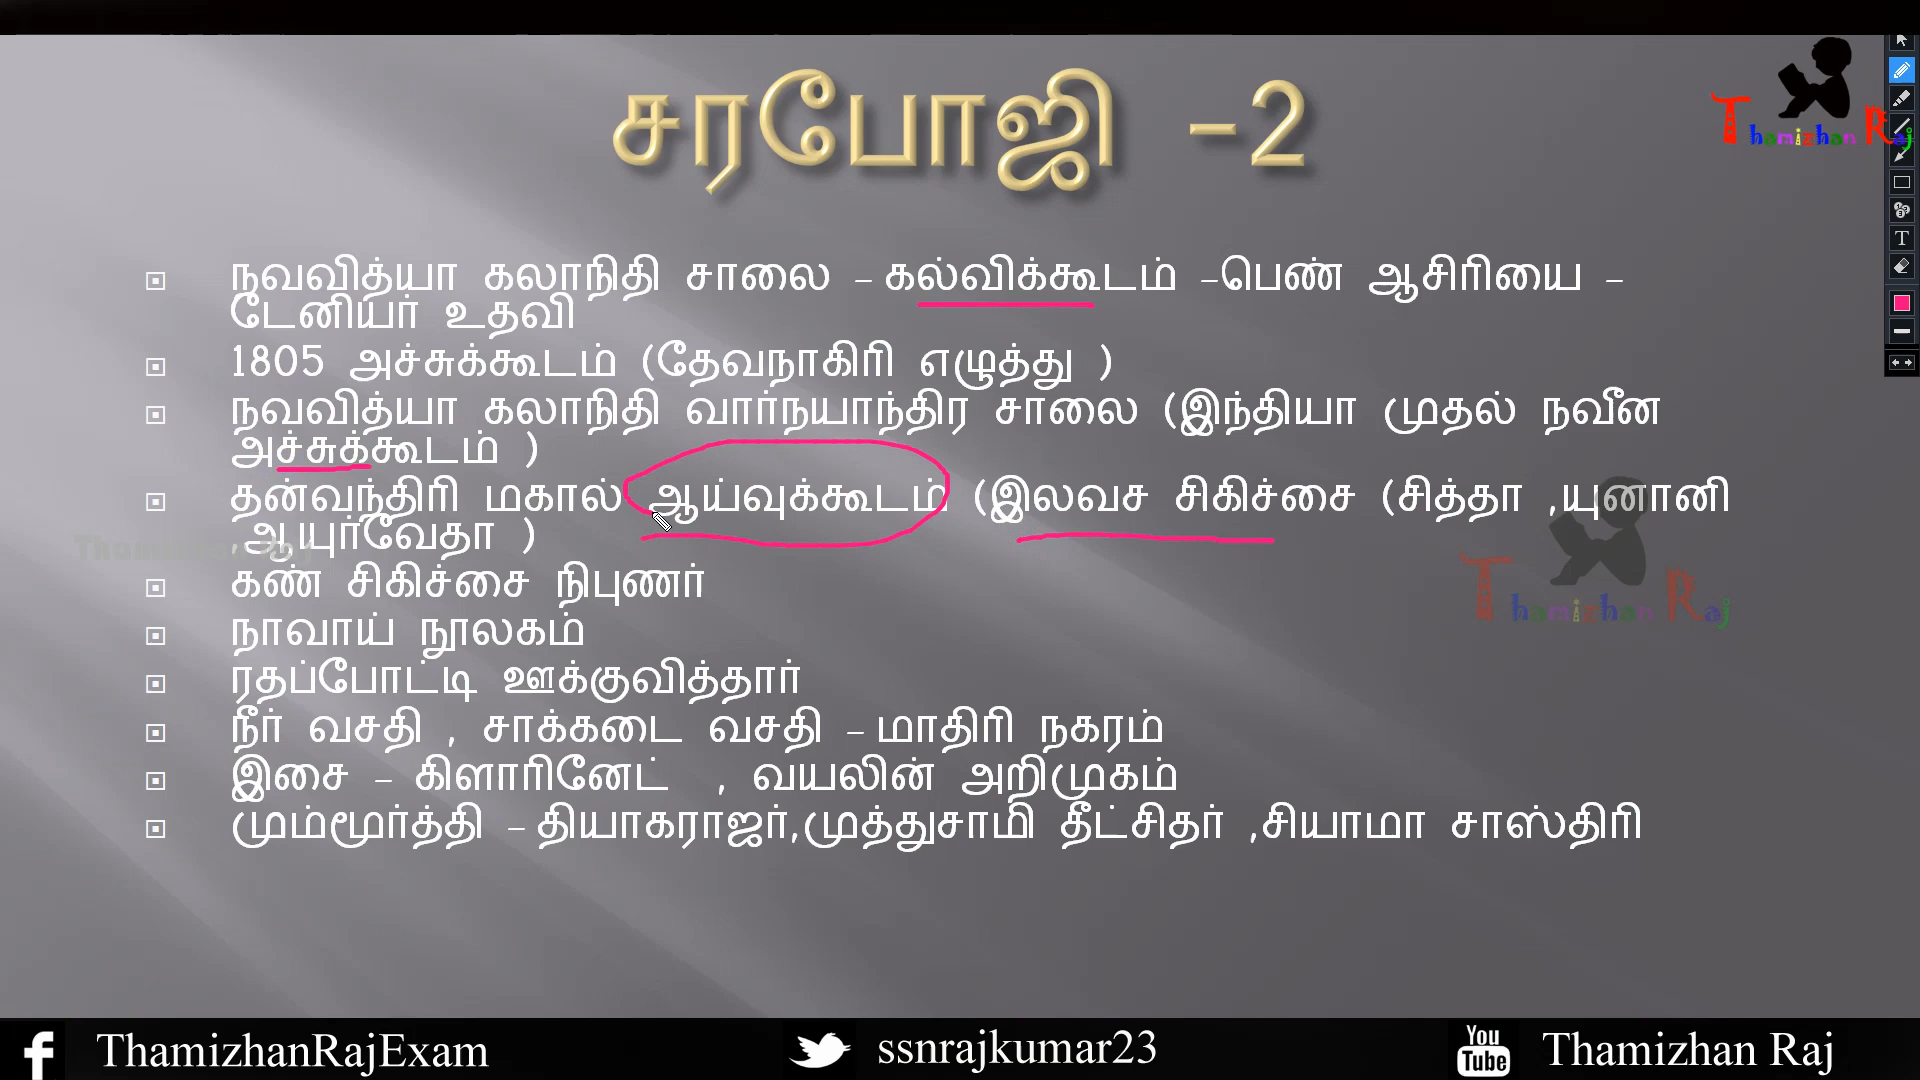 சரபோஜி -2
Thamizhan Raj
நவவித்யா கலாநிதி சாலை – கல்விக்கூடம் –பெண் ஆசிரியை –
டேனியர் உதவி
1805 அச்சுக்கூடம் (தேவநாகிரி எழுத்து )
நவவித்யா கலாநிதி வார்நயாந்திர சாலை (இந்தியா முதல் நவீன
அச்சுக்கூடம் )
தன்வந்திரி மகால் ஆய்வுக்கூடம் (இலவச சிகிச்சை (சித்தா ,யுனானி
ஆயுர்வேதா )
Thamizhan Raj
கண் சிகிச்சை நிபுணர்
Thamizhan Raj
நாவாய் நூலகம்
ரதப்போட்டி ஊக்குவித்தார்
நீர் வசதி , சாக்கடை வசதி – மாதிரி நகரம்
இசை – கிளாரினேட் , வயலின் அறிமுகம்
மும்மூர்த்தி – தியாகராஜர்,முத்துசாமி தீட்சிதர் ,சியாமா சாஸ்திரி
ThamizhanRajExam
ssnrajkumar23
You Tube
Thamizhan Raj